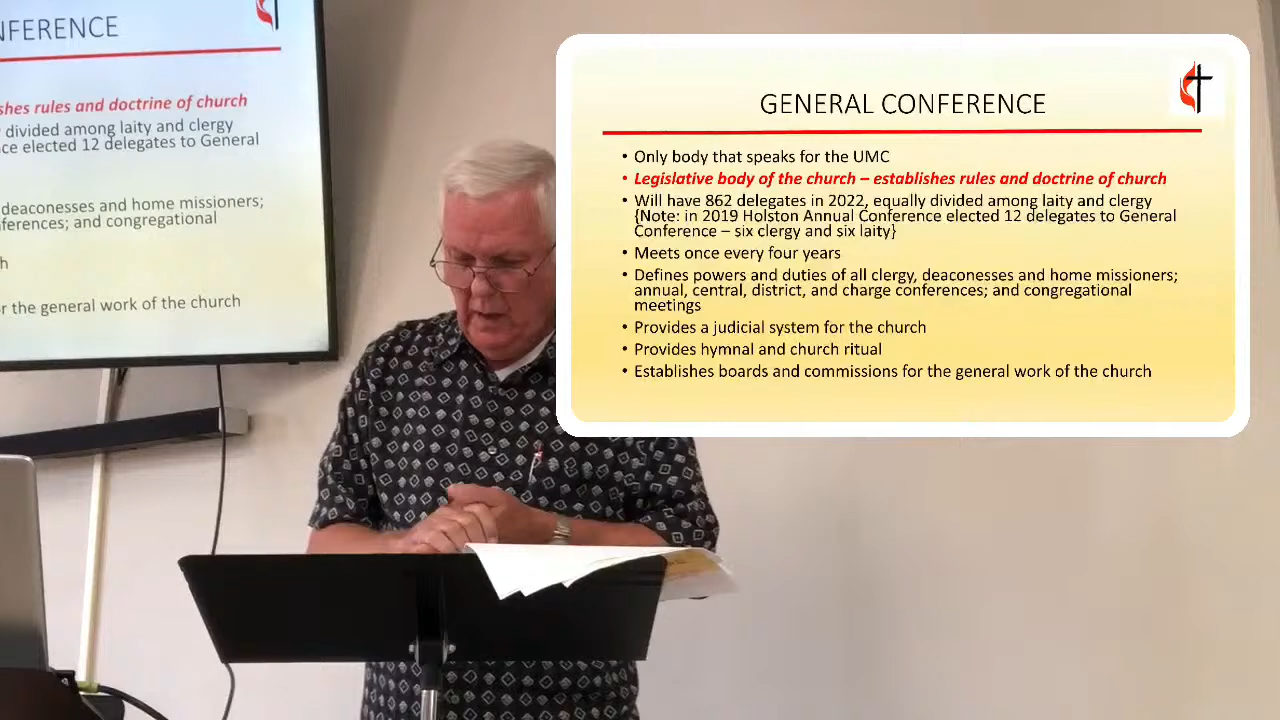 NFERENCE
shes rules and doctrine of church
divided among laity and clergy
ce elected 12 delegates to General
deaconesses and home missioners;
ferences; and congregational
h
r the general work of the church
GENERAL CONFERENCE
• Only body that speaks for the UMC
• Legislative body of the church – establishes rules and doctrine of church
• Will have 862 delegates in 2022, equally divided among laity and clergy
{Note: in 2019 Holston Annual Conference elected 12 delegates to General
Conference – six clergy and six laity}
• Meets once every four years
• Defines powers and duties of all clergy, deaconesses and home missioners;
annual, central, district, and charge conferences; and congregational
meetings
• Provides a judicial system for the church
• Provides hymnal and church ritual
• Establishes boards and commissions for the general work of the church